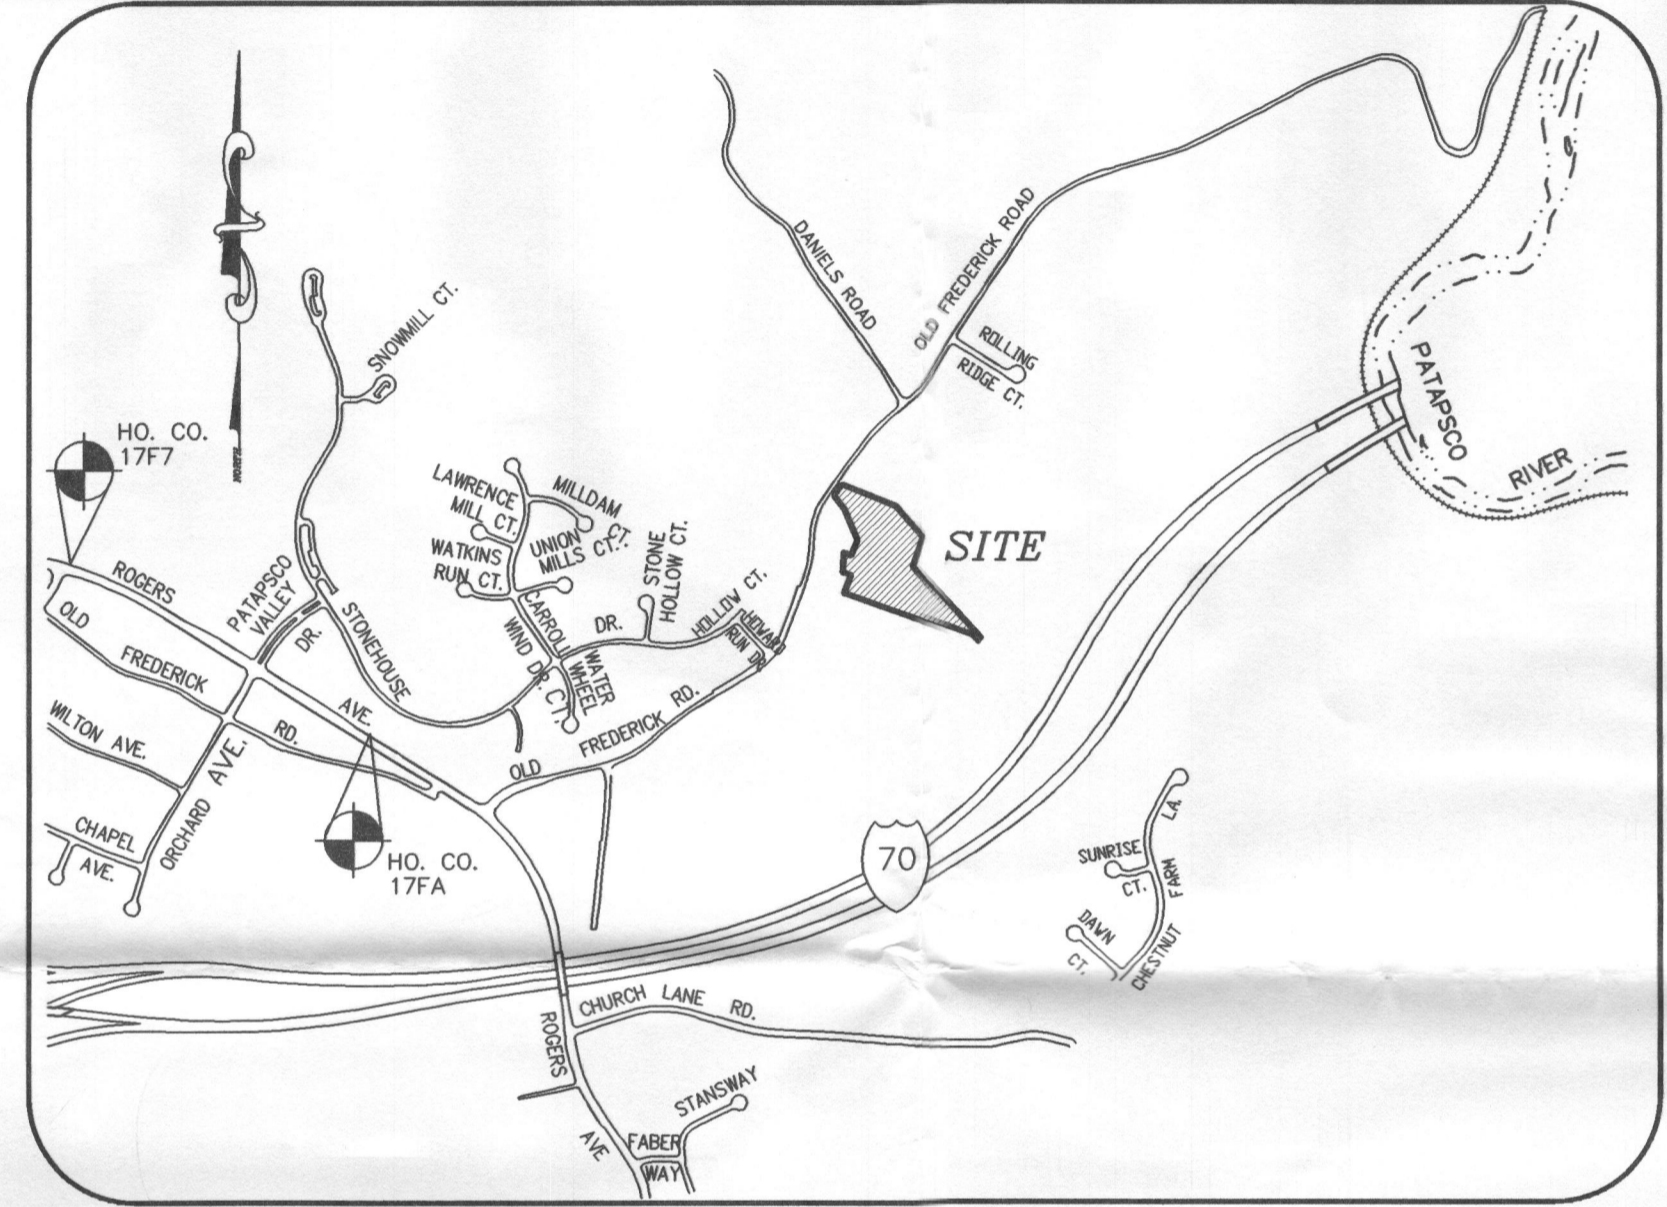 HO. CO.
17F7
NORTH
SNOWMILL CT.
DANIELS ROAD
OLD FREDERICK ROAD
ROLLING
RIDGE CT.
PATAPSCO
RIVER
SITE
LAWRENCE
MILL CT.
MILLDAM
CT.
UNION
MILLS CT.
WATKINS
RUN CT.
STONE
HOLLOW CT.
HOLLOW CT.
HOWARD
RUN DR.
CARROLL
WIND DR.
DR.
WATER
WHEEL
CT.
ROGERS
AVE.
PATAPSCO
VALLEY
DR.
STONEHOUSE
OLD
FREDERICK
RD.
WILTON AVE.
ORCHARD AVE.
CHAPEL
AVE.
HO. CO.
17FA
OLD
FREDERICK
RD.
70
SUNRISE
CT.
DAWN
CT.
CHESTNUT
FARM
LA.
CHURCH LANE RD.
ROGERS
AVE
STANSWAY
FABER
WAY